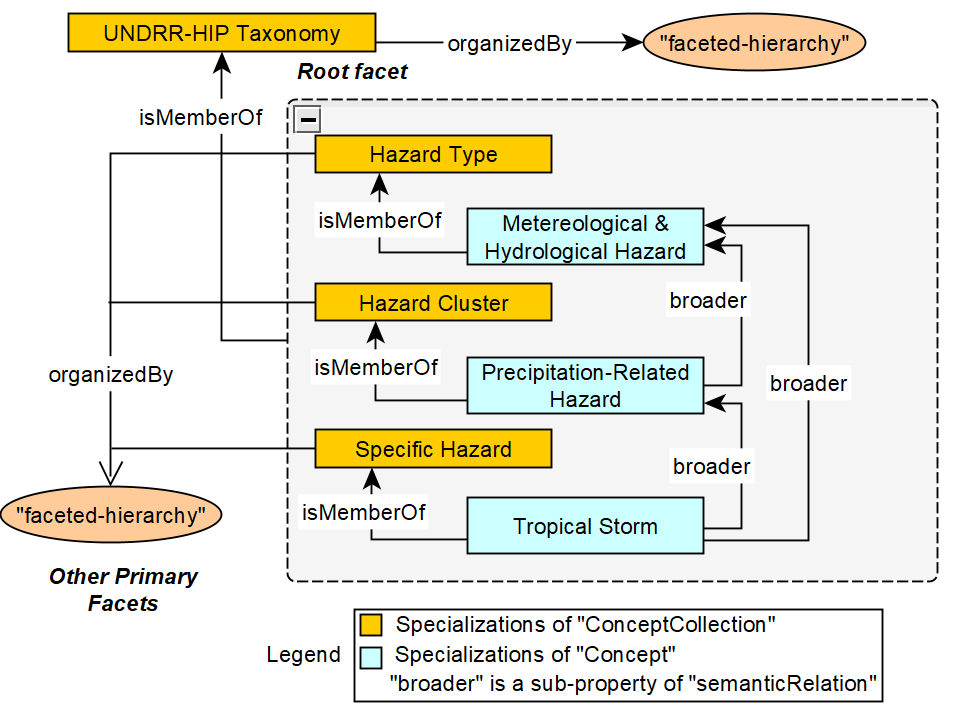 UNDRR-HIP Taxonomy
organizedBy
"faceted-hierarchy"
Root facet
isMemberOf
Hazard Type
isMemberOf
Metereological &
Hydrological Hazard
broader
Hazard Cluster
isMemberOf
Precipitation-Related
Hazard
organizedBy
broader
Specific Hazard
broader
isMemberOf
Tropical Storm
"faceted-hierarchy"
Other Primary
Facets
Legend
Specializations of "ConceptCollection"
Specializations of "Concept"
"broader" is a sub-property of "semanticRelation"